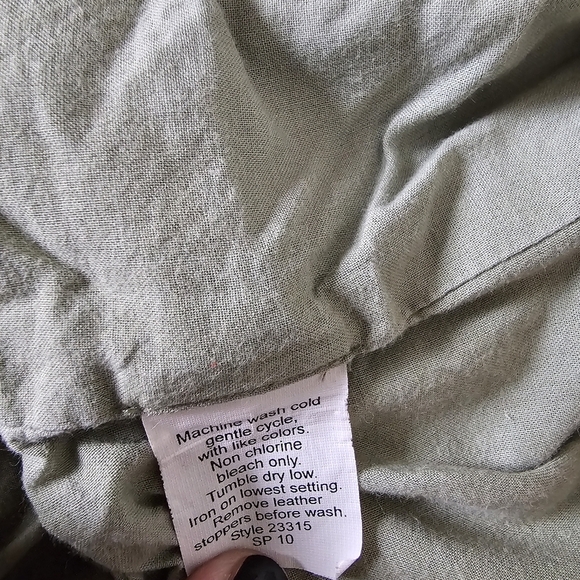 Machine wash cold
gentle cycle,
with like colors.
Non chlorine
bleach only.
Tumble dry low.
Iron on lowest setting.
Remove leather
stoppers before wash.
Style 23315
SP 10